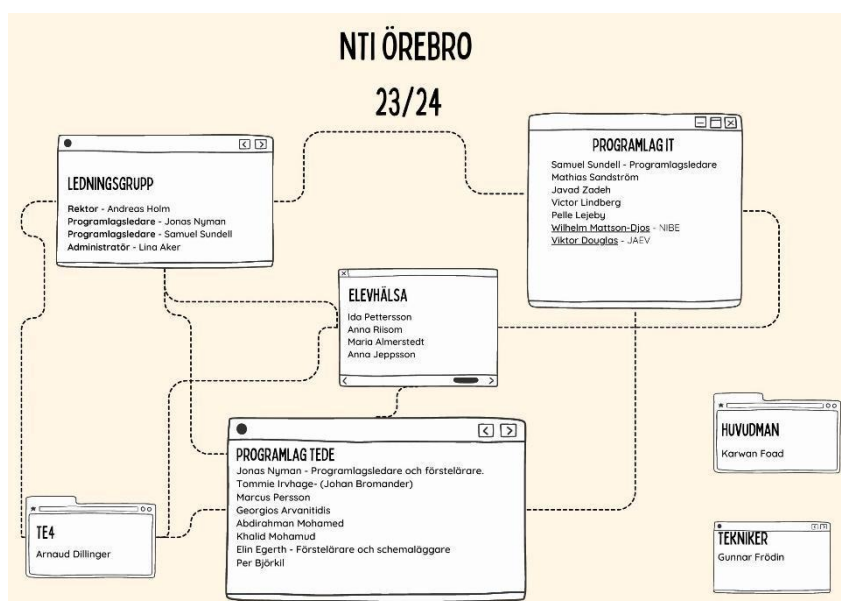 NTI ÖREBRO
23/24
LEDNINGSGRUPP
Rektor - Andreas Holm
Programlagsledare - Jonas Nyman
Programlagsledare - Samuel Sundell
Administratör - Lina Aker
PROGRAMLAG IT
Samuel Sundell - Programlagsledare
Mathias Sandström
Javad Zadeh
Victor Lindberg
Pelle Lejeby
Wilhelm Mattson-Djos - NIBE
Viktor Douglas - JAEV
ELEVHÄLSA
Ida Pettersson
Anna Riisom
Maria Almerstedt
Anna Jeppsson
PROGRAMLAG TEDE
Jonas Nyman - Programlagsledare och förstelärare.
Tommie Irvhage- (Johan Bromander)
Marcus Persson
Georgios Arvanitidis
Abdirahman Mohamed
Khalid Mohamud
Elin Egerth - Förstelärare och schemaläggare
Per Björkil
HUVUDMAN
Karwan Foad
TE4
Arnaud Dillinger
TEKNIKER
Gunnar Frödin